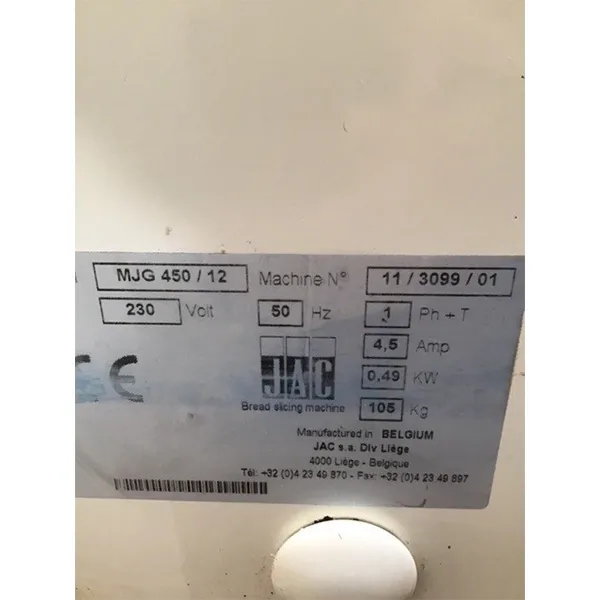 MJG 450 / 12 Machine N° 11 / 3099 / 01
230 Volt 50 Hz 1 Ph + T
4,5 Amp
CE JAC 0,49 KW
Bread slicing machine 105 Kg
Manufactured in BELGIUM
JAC s.a. Div Liège
4000 Liège - Belgique
Tél: +32 (0)4 23 49 870 - Fax: +32 (0)4 23 49 897